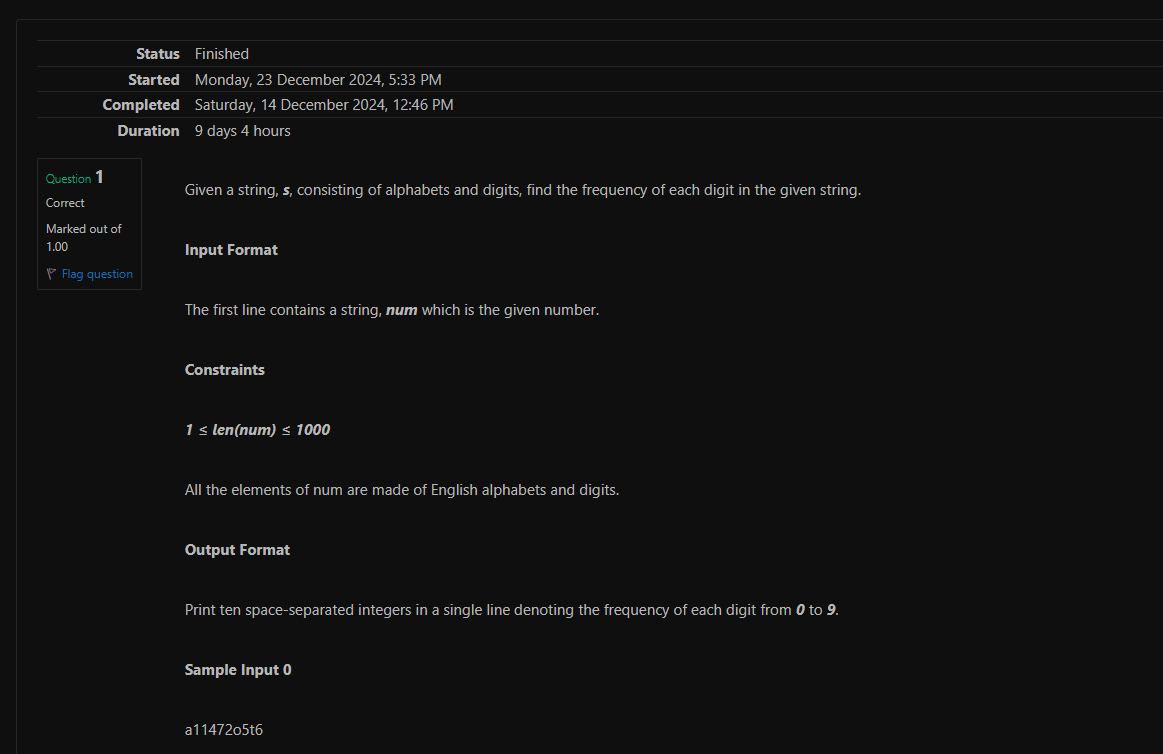 Status Finished
Started Monday, 23 December 2024, 5:33 PM
Completed Saturday, 14 December 2024, 12:46 PM
Duration 9 days 4 hours
Question 1
Correct
Marked out of
1.00
Flag question
Given a string, s, consisting of alphabets and digits, find the frequency of each digit in the given string.
Input Format
The first line contains a string, num which is the given number.
Constraints
1 ≤ len(num) ≤ 1000
All the elements of num are made of English alphabets and digits.
Output Format
Print ten space-separated integers in a single line denoting the frequency of each digit from 0 to 9.
Sample Input 0
a11472o5t6